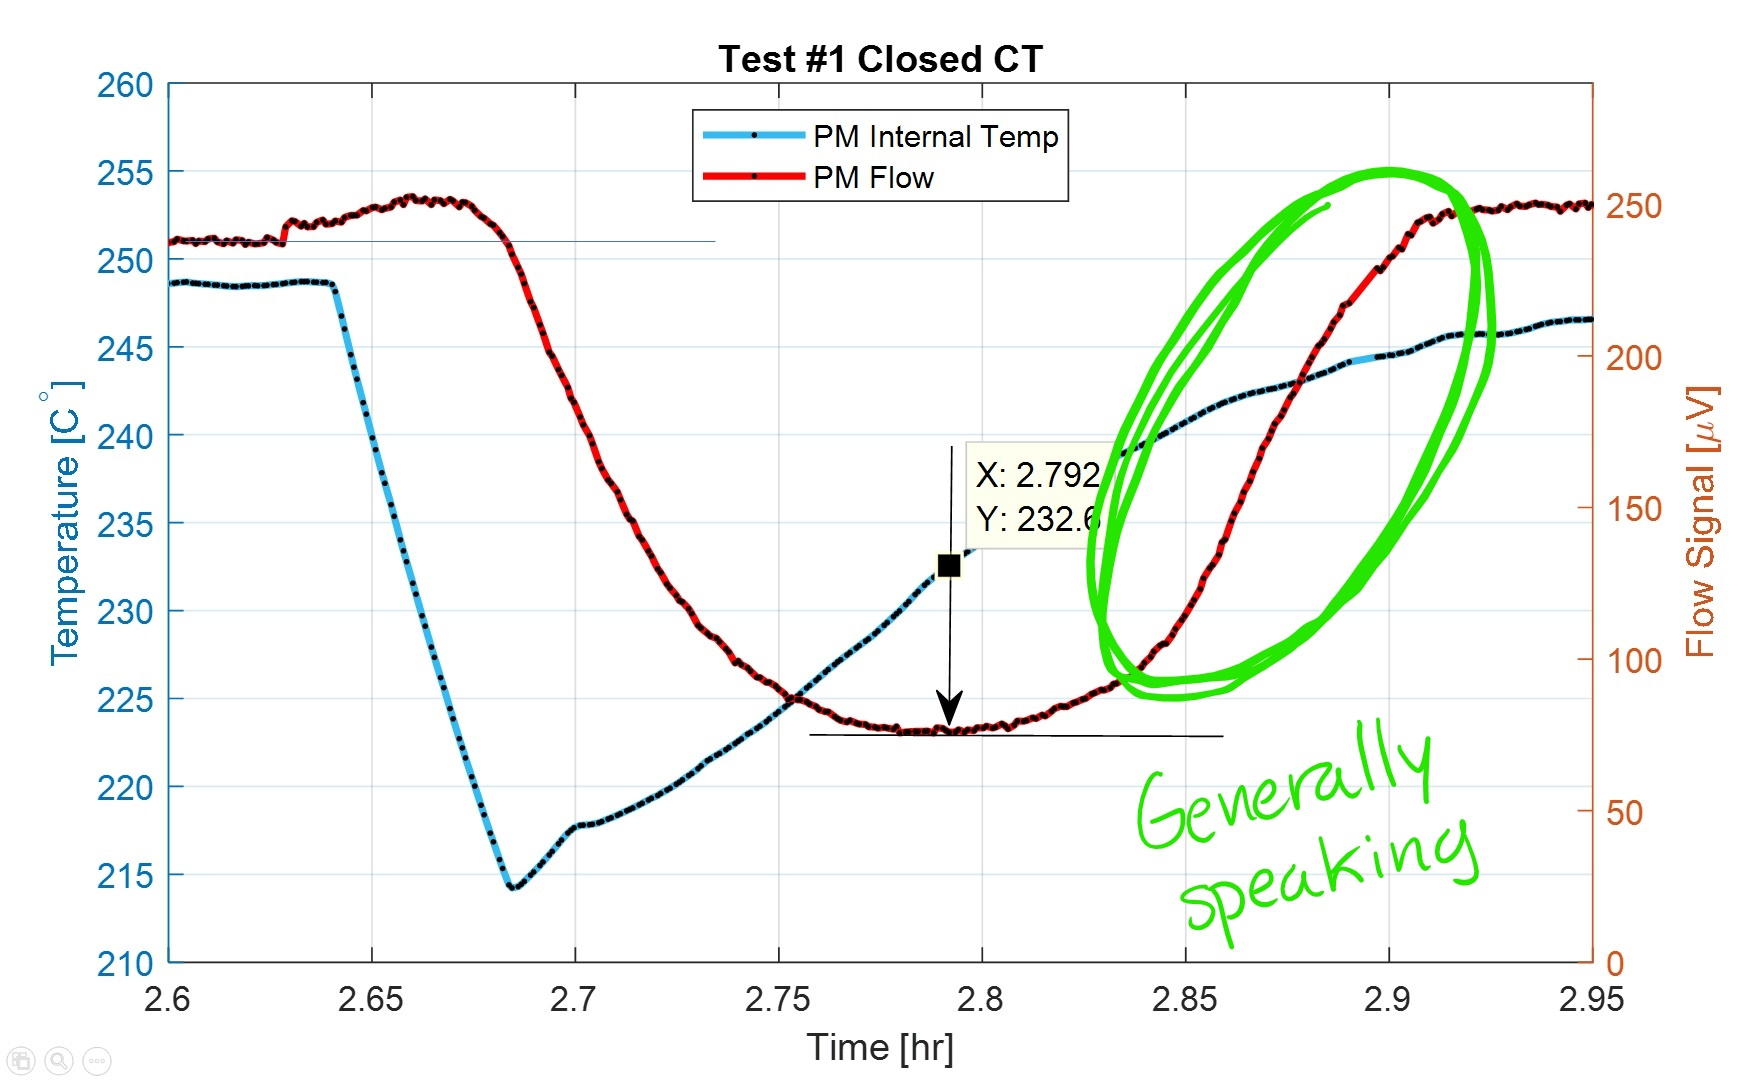 Test #1 Closed CT
PM Internal Temp
PM Flow
260
255
250
245
240
235
230
225
220
215
210
Temperature [C°]
X: 2.792
Y: 232.6
250
200
150
100
50
0
Flow Signal [μV]
Generally
speaking
2.6 2.65 2.7 2.75 2.8 2.85 2.9 2.95
Time [hr]